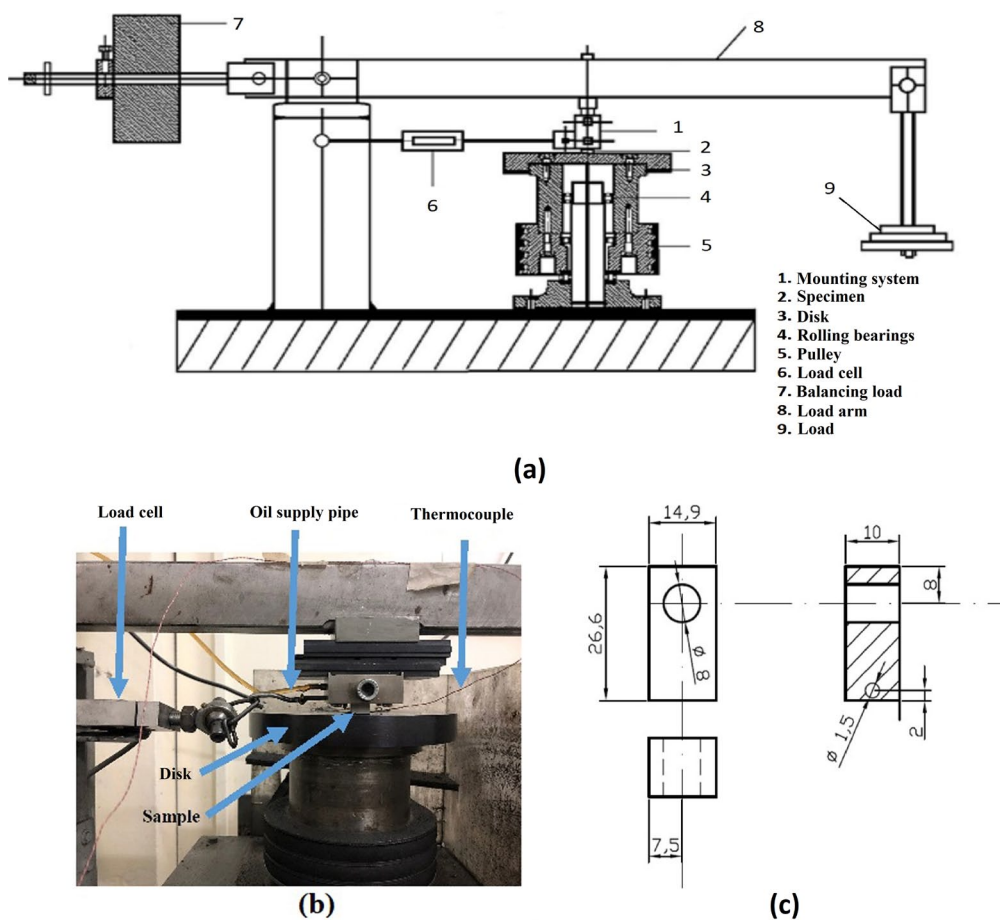 7
8
1
2
3
4
5
6
9
1. Mounting system
2. Specimen
3. Disk
4. Rolling bearings
5. Pulley
6. Load cell
7. Balancing load
8. Load arm
9. Load
(a)
Load cell
Oil supply pipe
Thermocouple
Disk
Sample
(b)
14,9
26,6
ø 8
7,5
10
8
2
ø 1,5
(c)